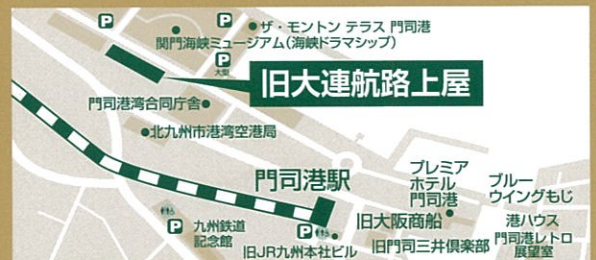 P
P
ザ・モントン テラス 門司港
関門海峡ミュージアム(海峡ドラマシップ)
P
大型
旧大連航路上屋
門司港湾合同庁舎
北九州市港湾空港局
門司港駅
プレミア
ホテル
門司港
ブルー
ウイングもじ
旧大阪商船
港ハウス
P
九州鉄道
記念館
P
旧JR九州本社ビル
旧門司三井倶楽部
門司港レトロ
展望室